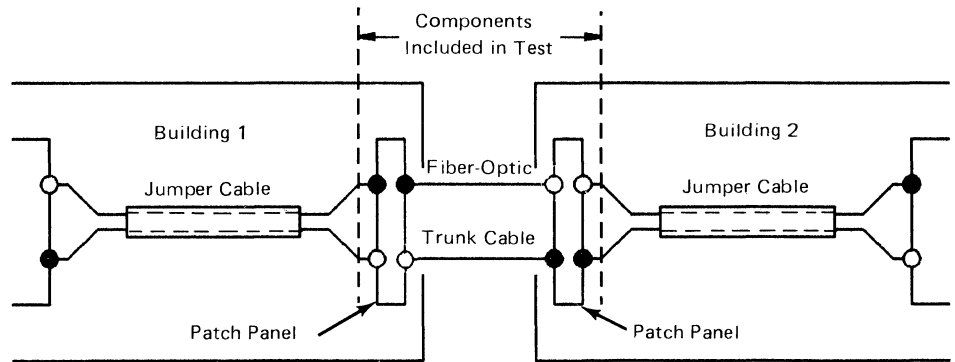 Components
Included in Test
Building 1
Building 2
Fiber-Optic
Jumper Cable
Jumper Cable
Trunk Cable
Patch Panel
Patch Panel